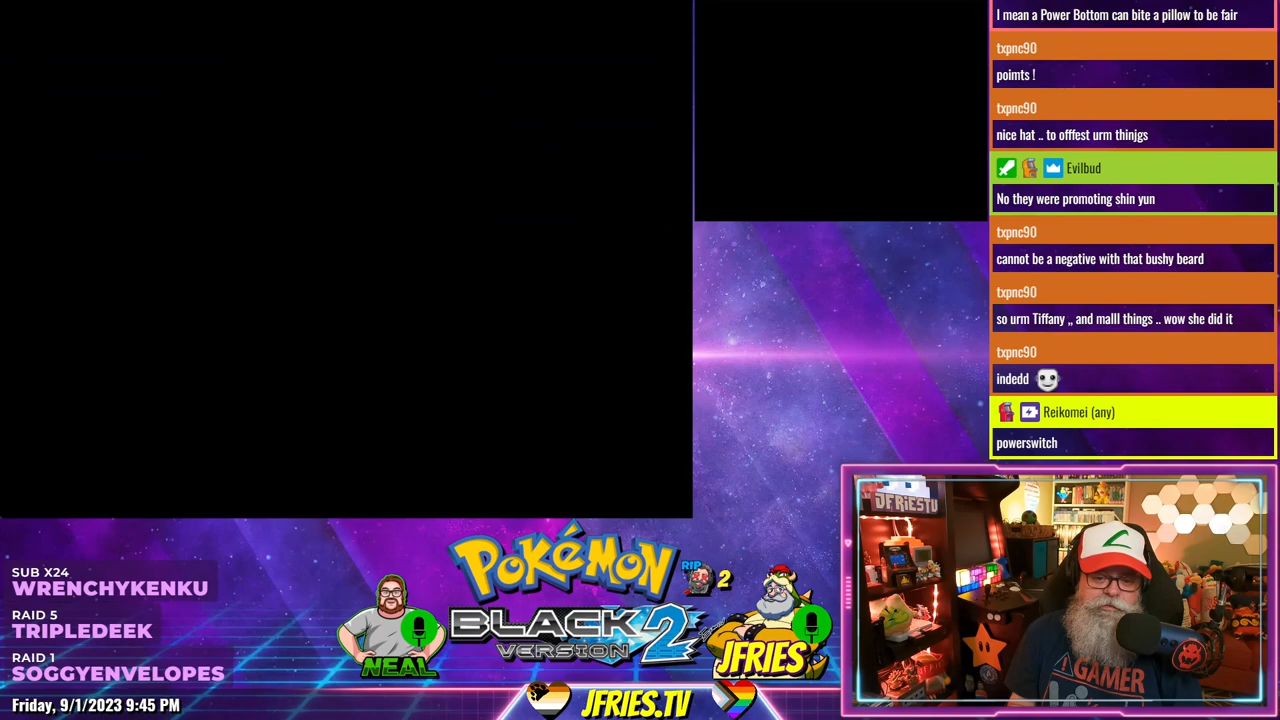 I mean a Power Bottom can bite a pillow to be fair
txpnc90
poimts !
txpnc90
nice hat .. to offfest urm thinjgs
Evilbud
No they were promoting shin yun
txpnc90
cannot be a negative with that bushy beard
txpnc90
so urm Tiffany ,, and malll things .. wow she did it
txpnc90
indedd
Reikomei (any)
powerswitch
JFRIESTV
GAMER
POKéMON
BLACK 2
VERSION
RIP
2
NEAL
JFRIES
JFRIES.TV
SUB X24
WRENCHYKENKU
RAID 5
TRIPLEDEEK
RAID 1
SOGGYENVELOPES
Friday, 9/1/2023 9:45 PM